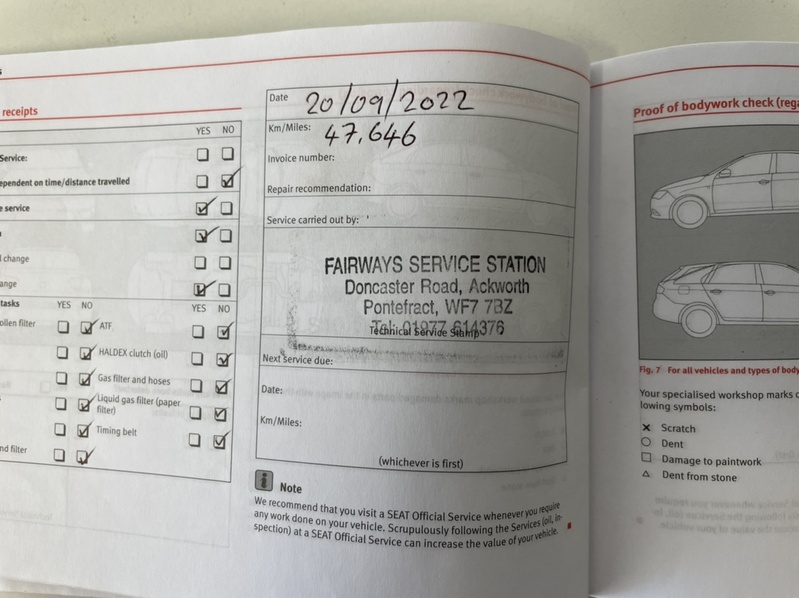 s
receipts
YES NO
Service:
ependent on time/distance travelled
e service
l change
ange
tasks YES NO YES NO
ollen filter
ATF
HALDEX clutch (oil)
Gas filter and hoses
Liquid gas filter (paper
filter)
Timing belt
nd filter
Date 20/09/2022
Km/Miles: 47,646
Invoice number:
Repair recommendation:
Service carried out by:
FAIRWAYS SERVICE STATION
Doncaster Road, Ackworth
Pontefract, WF7 7BZ
Tel: 01977 614376
Technical Service Stamp
Next service due:
Date:
Km/Miles:
(whichever is first)
i Note
We recommend that you visit a SEAT Official Service whenever you require
any work done on your vehicle. Scrupulously following the Services (oil, in-
spection) at a SEAT Official Service can increase the value of your vehicle.
Proof of bodywork check (rega
Fig. 7 For all vehicles and types of body
Your specialised workshop marks
lowing symbols:
Scratch
Dent
Damage to paintwork
Dent from stone